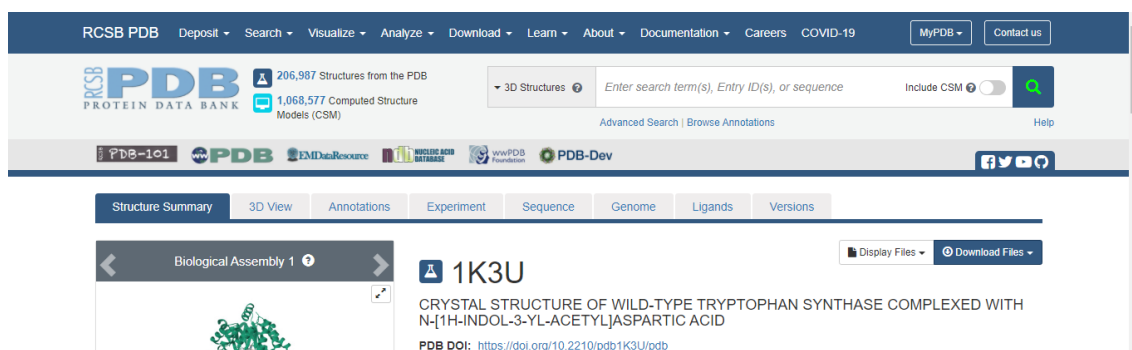 RCSB PDB Deposit Search Visualize Analyze Download Learn About Documentation Careers COVID-19 MyPDB Contact us
RCSB PDB
PROTEIN DATA BANK
206,987 Structures from the PDB
1,068,577 Computed Structure
Models (CSM)
3D Structures Enter search term(s), Entry ID(s), or sequence Include CSM
Advanced Search | Browse Annotations Help
PDB-101 wwPDB EMDataResource NUCLEIC ACID DATABASE wwPDB Foundation PDB-Dev
Structure Summary 3D View Annotations Experiment Sequence Genome Ligands Versions
Biological Assembly 1
Display Files Download Files
1K3U
CRYSTAL STRUCTURE OF WILD-TYPE TRYPTOPHAN SYNTHASE COMPLEXED WITH
N-[1H-INDOL-3-YL-ACETYL]ASPARTIC ACID
PDB DOI: https://doi.org/10.2210/pdb1K3U/pdb